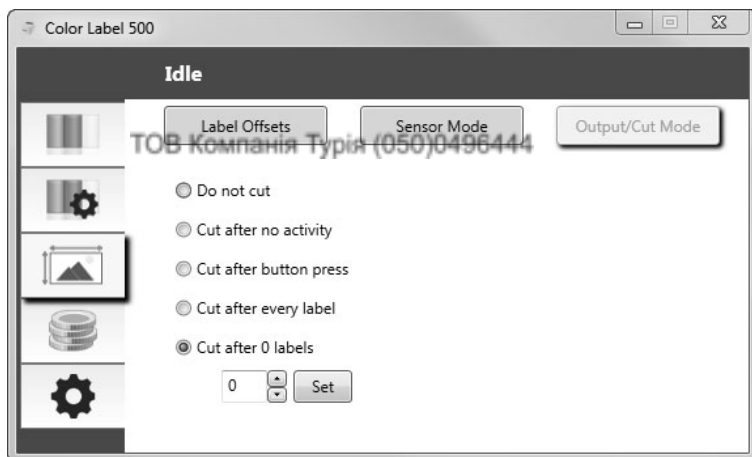 Color Label 500
Idle
Label Offsets Sensor Mode Output/Cut Mode
ТОВ Компанія Турія (050)0496444
Do not cut
Cut after no activity
Cut after button press
Cut after every label
Cut after 0 labels
0 Set